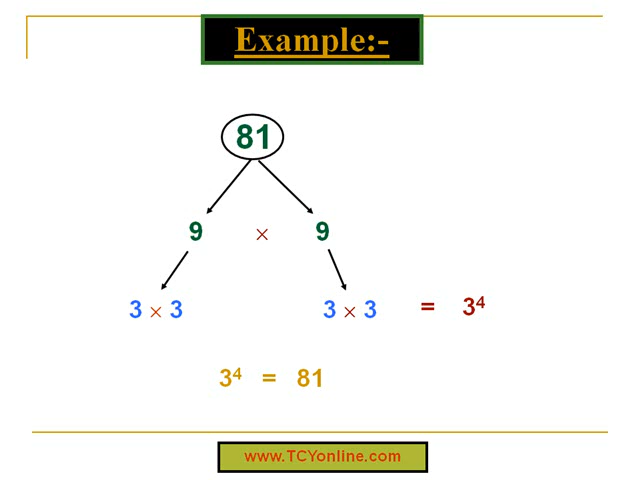 Example:-
81
9 × 9
3 × 3 3 × 3 = 3⁴
3⁴ = 81
www.TCYonline.com